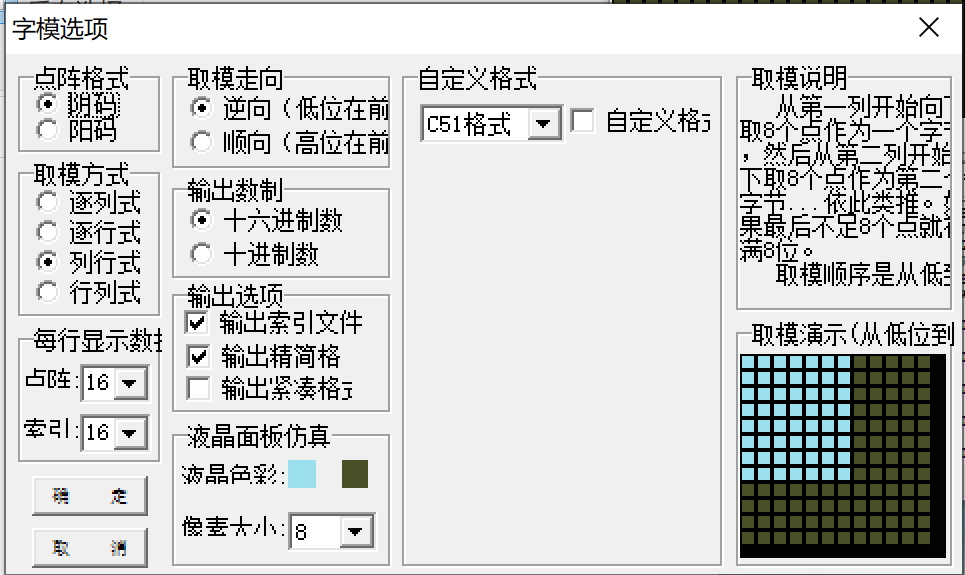 字模选项
点阵格式
阴码
阳码
取模方式
逐列式
逐行式
列行式
行列式
每行显示数
点阵: 16
索引: 16
确 定
取 消
取模走向
逆向（低位在前
顺向（高位在前
输出数制
十六进制数
十进制数
输出选项
输出索引文件
输出精简格
输出紧凑格式
液晶面板仿真
液晶色彩:
像素大小: 8
自定义格式
C51格式
自定义格式
取模说明
从第一列开始向下
取8个点作为一个字节
，然后从第二列开始
下取8个点作为第二个
字节...依此类推。如
果最后不足8个点就补
满8位。
取模顺序是从低到
取模演示(从低位到